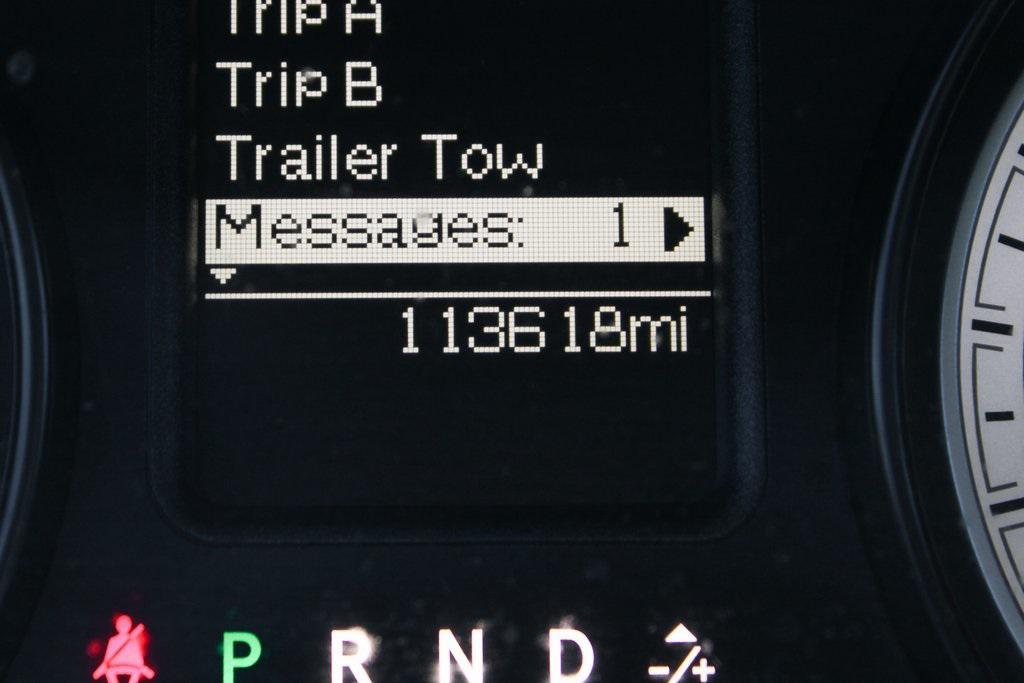 Trip A
Trip B
Trailer Tow
Messages: 1
113618mi
P R N D -/+